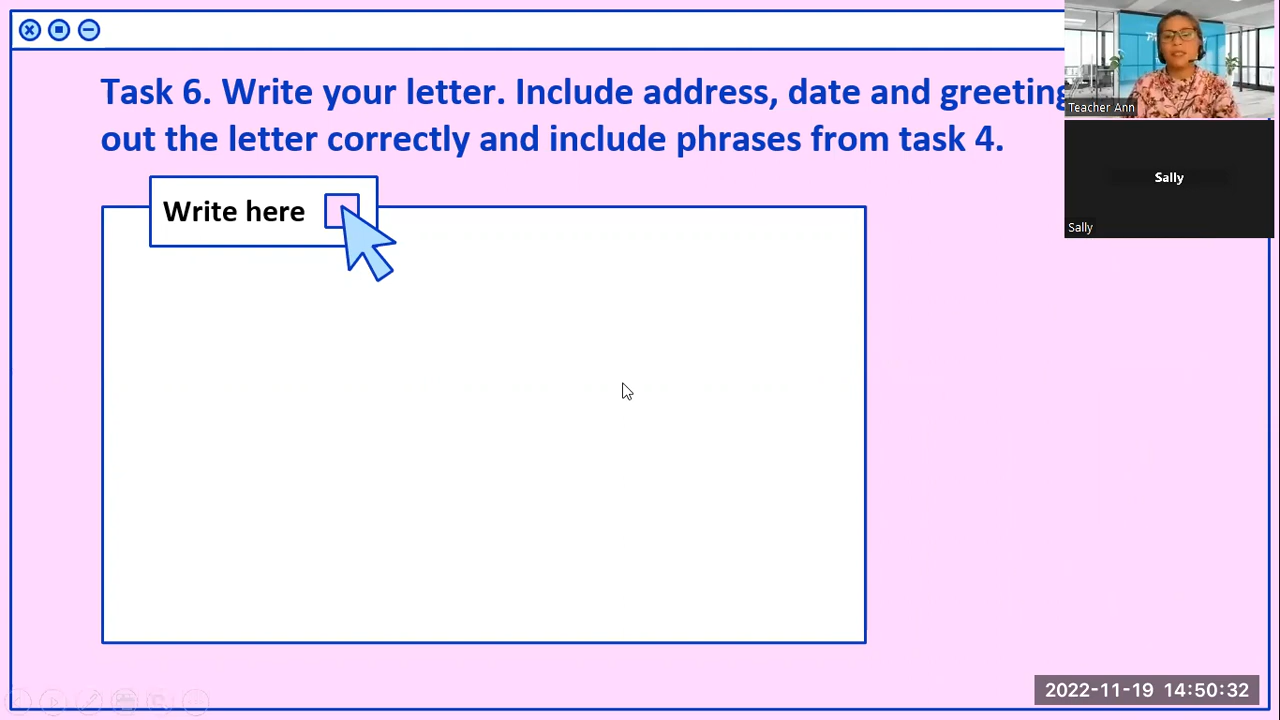 Task 6. Write your letter. Include address, date and greeting
out the letter correctly and include phrases from task 4.
Write here
Teacher Ann
Sally
Sally
2022-11-19 14:50:32